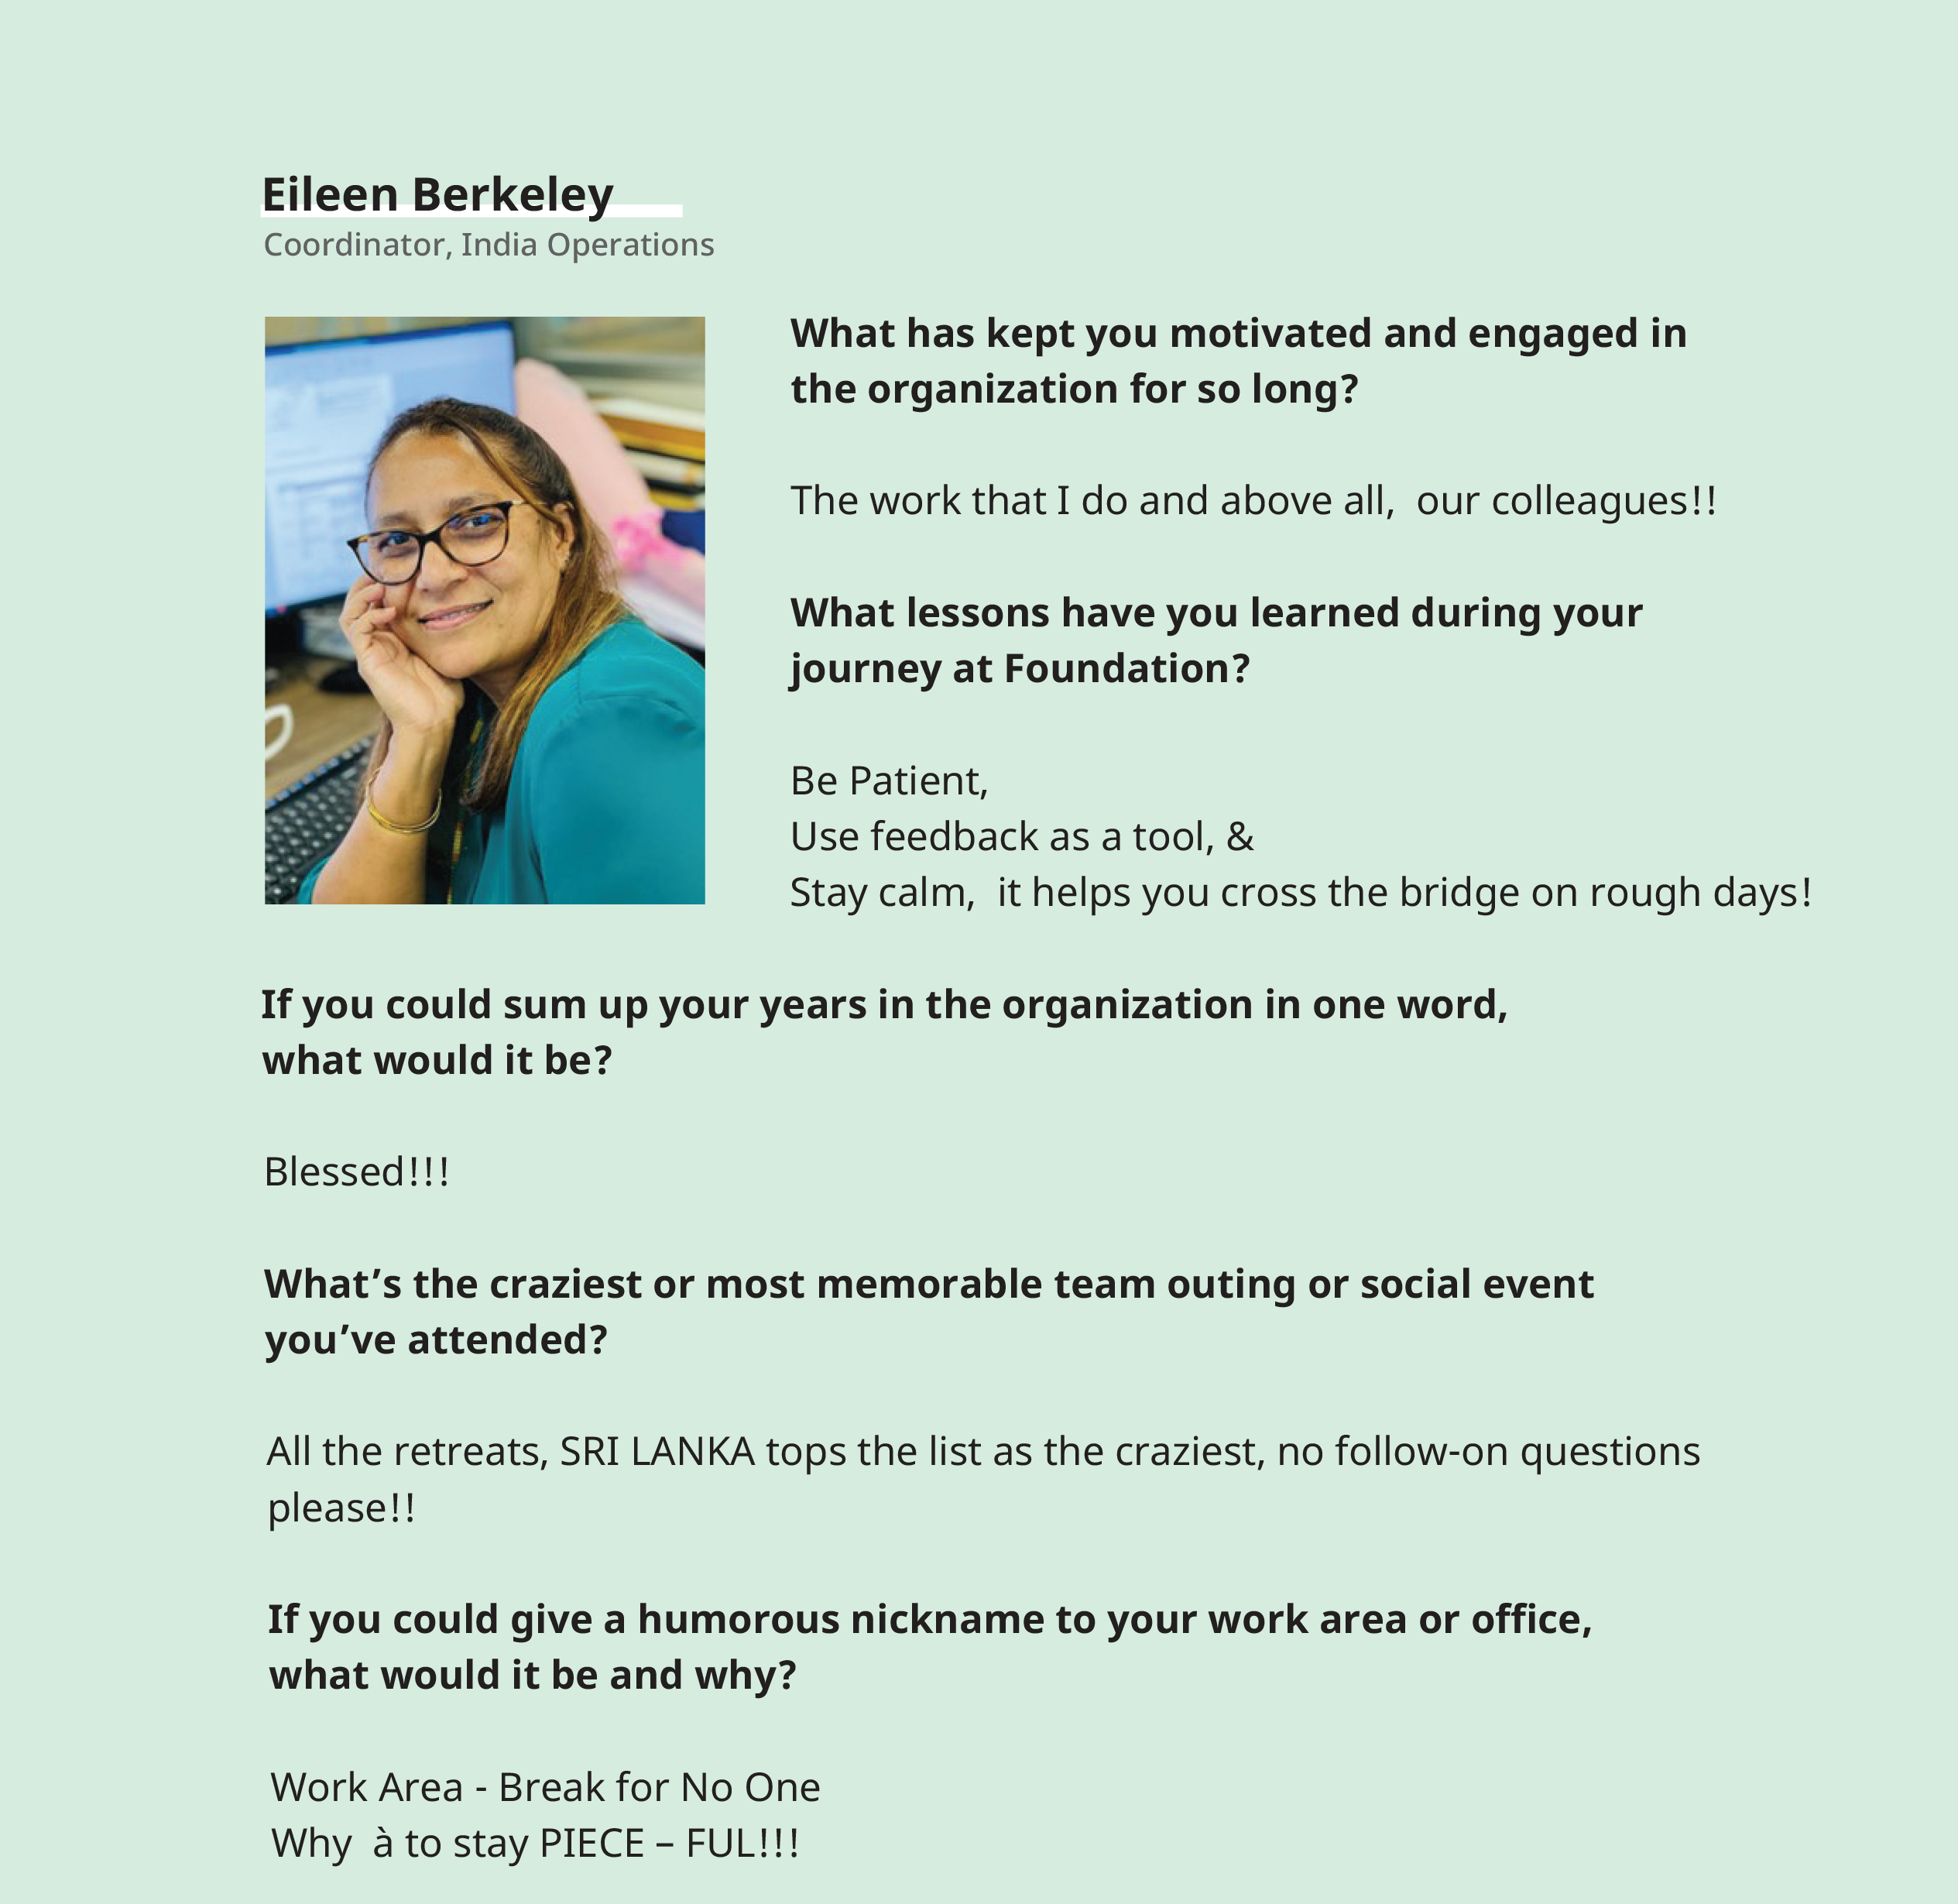 Eileen Berkeley
Coordinator, India Operations
What has kept you motivated and engaged in
the organization for so long?
The work that I do and above all,  our colleagues!!
What lessons have you learned during your
journey at Foundation?
Be Patient,
Use feedback as a tool, &
Stay calm,  it helps you cross the bridge on rough days!
If you could sum up your years in the organization in one word,
what would it be?
Blessed!!!
What’s the craziest or most memorable team outing or social event
you’ve attended?
All the retreats, SRI LANKA tops the list as the craziest, no follow-on questions
please!!
If you could give a humorous nickname to your work area or office,
what would it be and why?
Work Area - Break for No One
Why  à to stay PIECE – FUL!!!